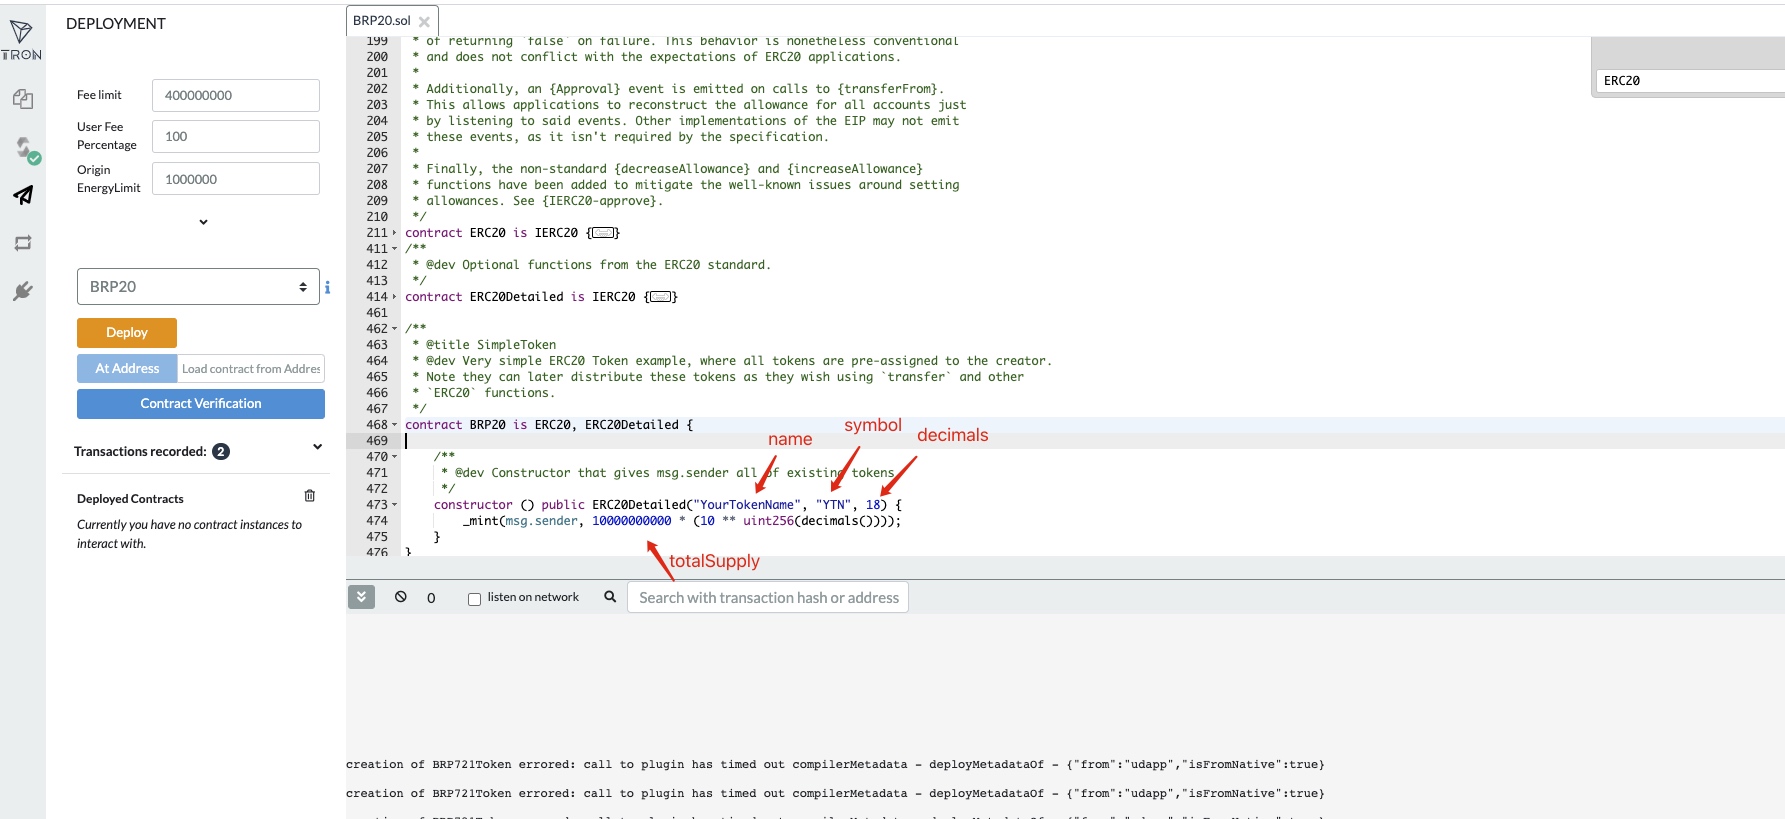 DEPLOYMENT
TRON
Fee limit
400000000
User Fee
Percentage
100
Origin
EnergyLimit
1000000
BRP20
i
Deploy
At Address
Load contract from Addres
Contract Verification
Transactions recorded: 2
Deployed Contracts
Currently you have no contract instances to
interact with.
BRP20.sol
ERC20
199 * of returning `false` on failure. This behavior is nonetheless conventional
200 * and does not conflict with the expectations of ERC20 applications.
201 *
202 * Additionally, an {Approval} event is emitted on calls to {transferFrom}.
203 * This allows applications to reconstruct the allowance for all accounts just
204 * by listening to said events. Other implementations of the EIP may not emit
205 * these events, as it isn't required by the specification.
206 *
207 * Finally, the non-standard {decreaseAllowance} and {increaseAllowance}
208 * functions have been added to mitigate the well-known issues around setting
209 * allowances. See {IERC20-approve}.
210 */
211 contract ERC20 is IERC20 {}
411 /**
412 * @dev Optional functions from the ERC20 standard.
413 */
414 contract ERC20Detailed is IERC20 {}
461
462 /**
463 * @title SimpleToken
464 * @dev Very simple ERC20 Token example, where all tokens are pre-assigned to the creator.
465 * Note they can later distribute these tokens as they wish using `transfer` and other
466 * `ERC20` functions.
467 */
468 contract BRP20 is ERC20, ERC20Detailed {
469
470 /**
471 * @dev Constructor that gives msg.sender all of existing tokens
472 */
473 constructor () public ERC20Detailed("YourTokenName", "YTN", 18) {
474 _mint(msg.sender, 10000000000 * (10 ** uint256(decimals())));
475 }
476 }
name
symbol
decimals
totalSupply
0
listen on network
Search with transaction hash or address
creation of BRP721Token errored: call to plugin has timed out compilerMetadata - deployMetadataOf - {"from":"udapp","isFromNative":true}
creation of BRP721Token errored: call to plugin has timed out compilerMetadata - deployMetadataOf - {"from":"udapp","isFromNative":true}